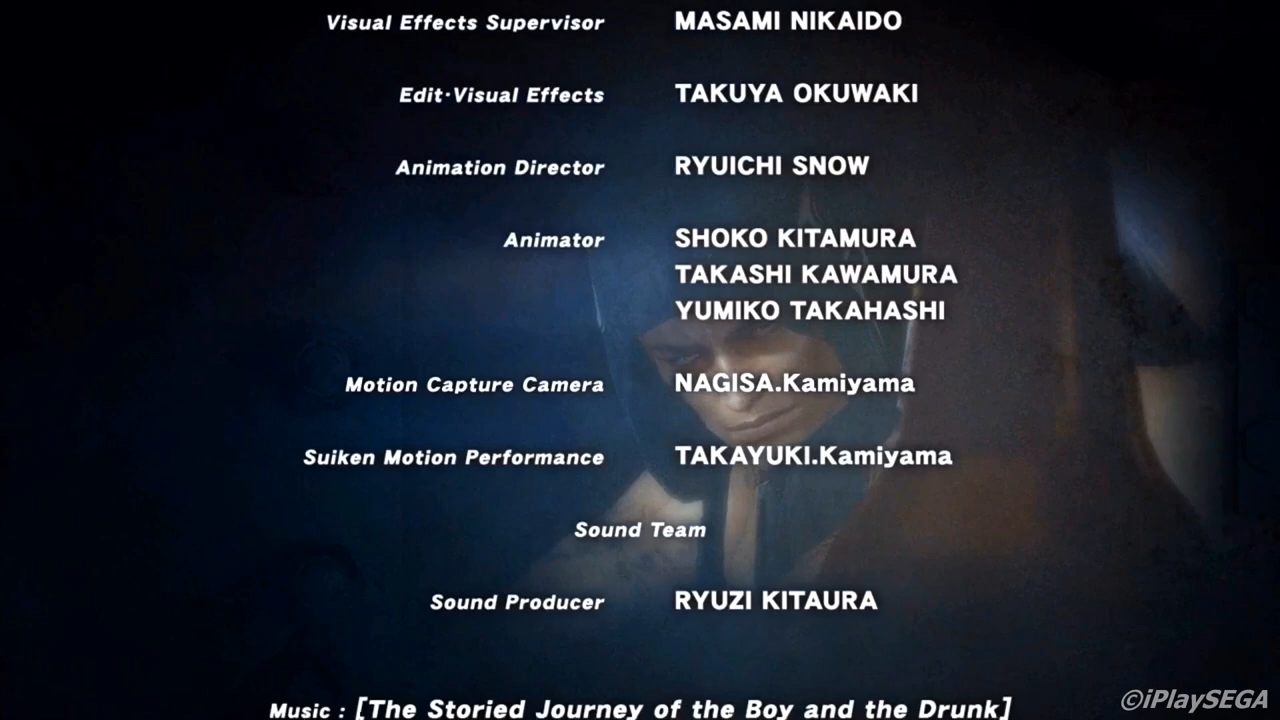 Visual Effects Supervisor MASAMI NIKAIDO
Edit·Visual Effects TAKUYA OKUWAKI
Animation Director RYUICHI SNOW
Animator SHOKO KITAMURA
TAKASHI KAWAMURA
YUMIKO TAKAHASHI
Motion Capture Camera NAGISA.Kamiyama
Suiken Motion Performance TAKAYUKI.Kamiyama
Sound Team
Sound Producer RYUZI KITAURA
Music : [The Storied Journey of the Boy and the Drunk]
©iPlaySEGA